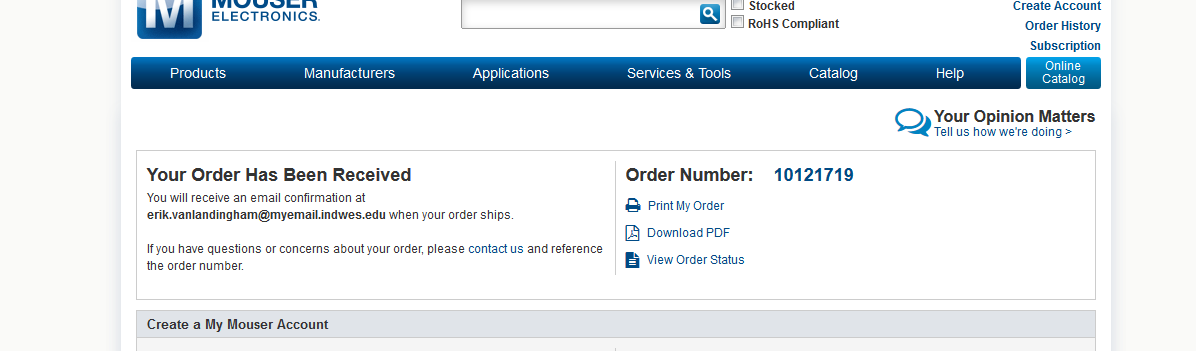 M MOUSER
ELECTRONICS.
Stocked
RoHS Compliant
Create Account
Order History
Subscription
Products Manufacturers Applications Services & Tools Catalog Help
Online
Catalog
Your Opinion Matters
Tell us how we're doing >
Your Order Has Been Received
You will receive an email confirmation at
erik.vanlandingham@myemail.indwes.edu when your order ships.
If you have questions or concerns about your order, please contact us and reference
the order number.
Order Number: 10121719
Print My Order
Download PDF
View Order Status
Create a My Mouser Account